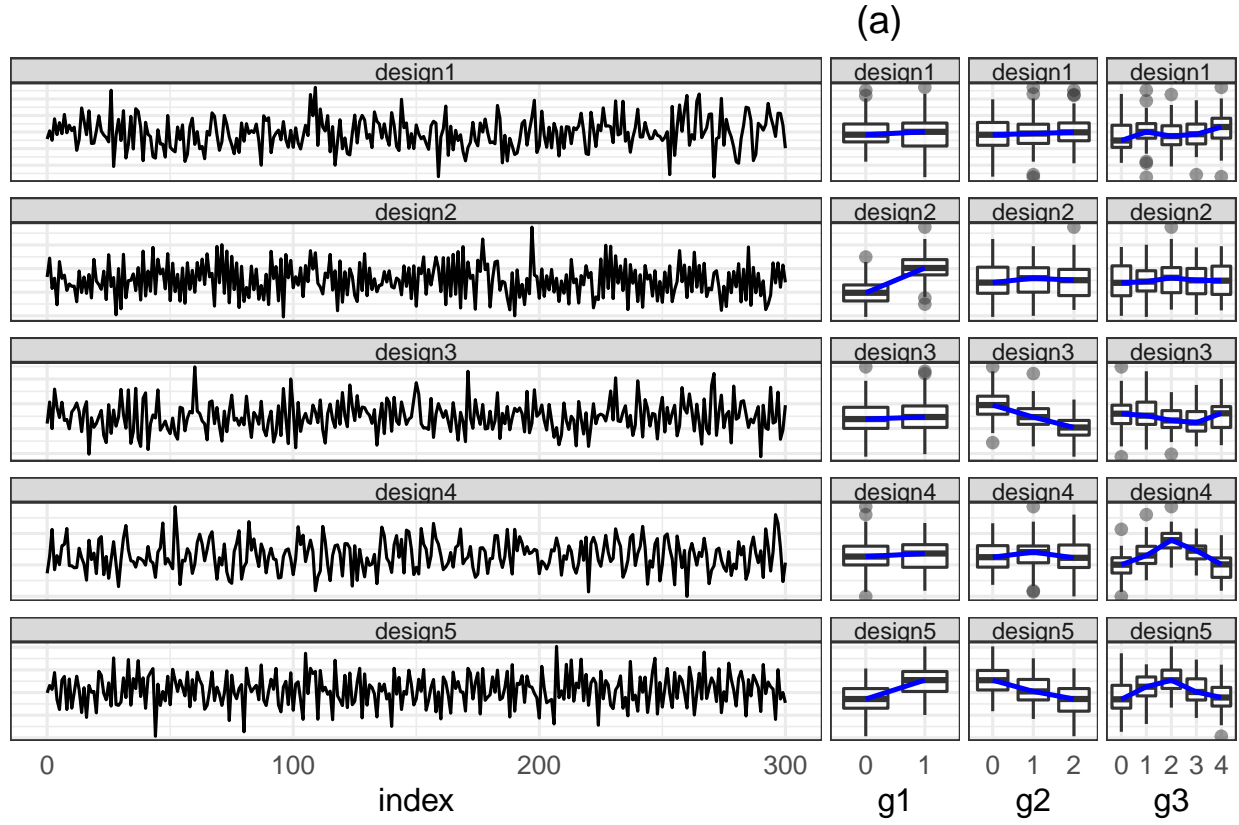 (a)
design1 design1 design1 design1
design2 design2 design2 design2
design3 design3 design3 design3
design4 design4 design4 design4
design5 design5 design5 design5
0 100 200 300 0 1 0 1 2 0 1 2 3 4
index g1 g2 g3